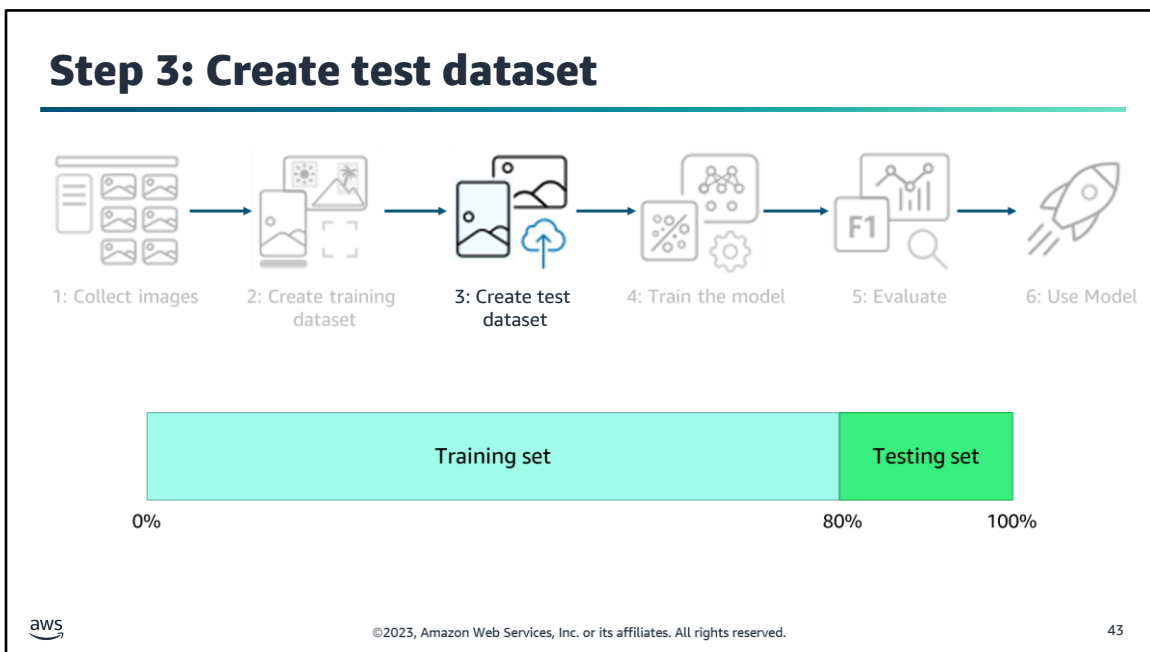 Step 3: Create test dataset
F1
1: Collect images
2: Create training
dataset
3: Create test
dataset
4: Train the model
5: Evaluate
6: Use Model
Training set
Testing set
0%
80%
100%
aws
©2023, Amazon Web Services, Inc. or its affiliates. All rights reserved.
43